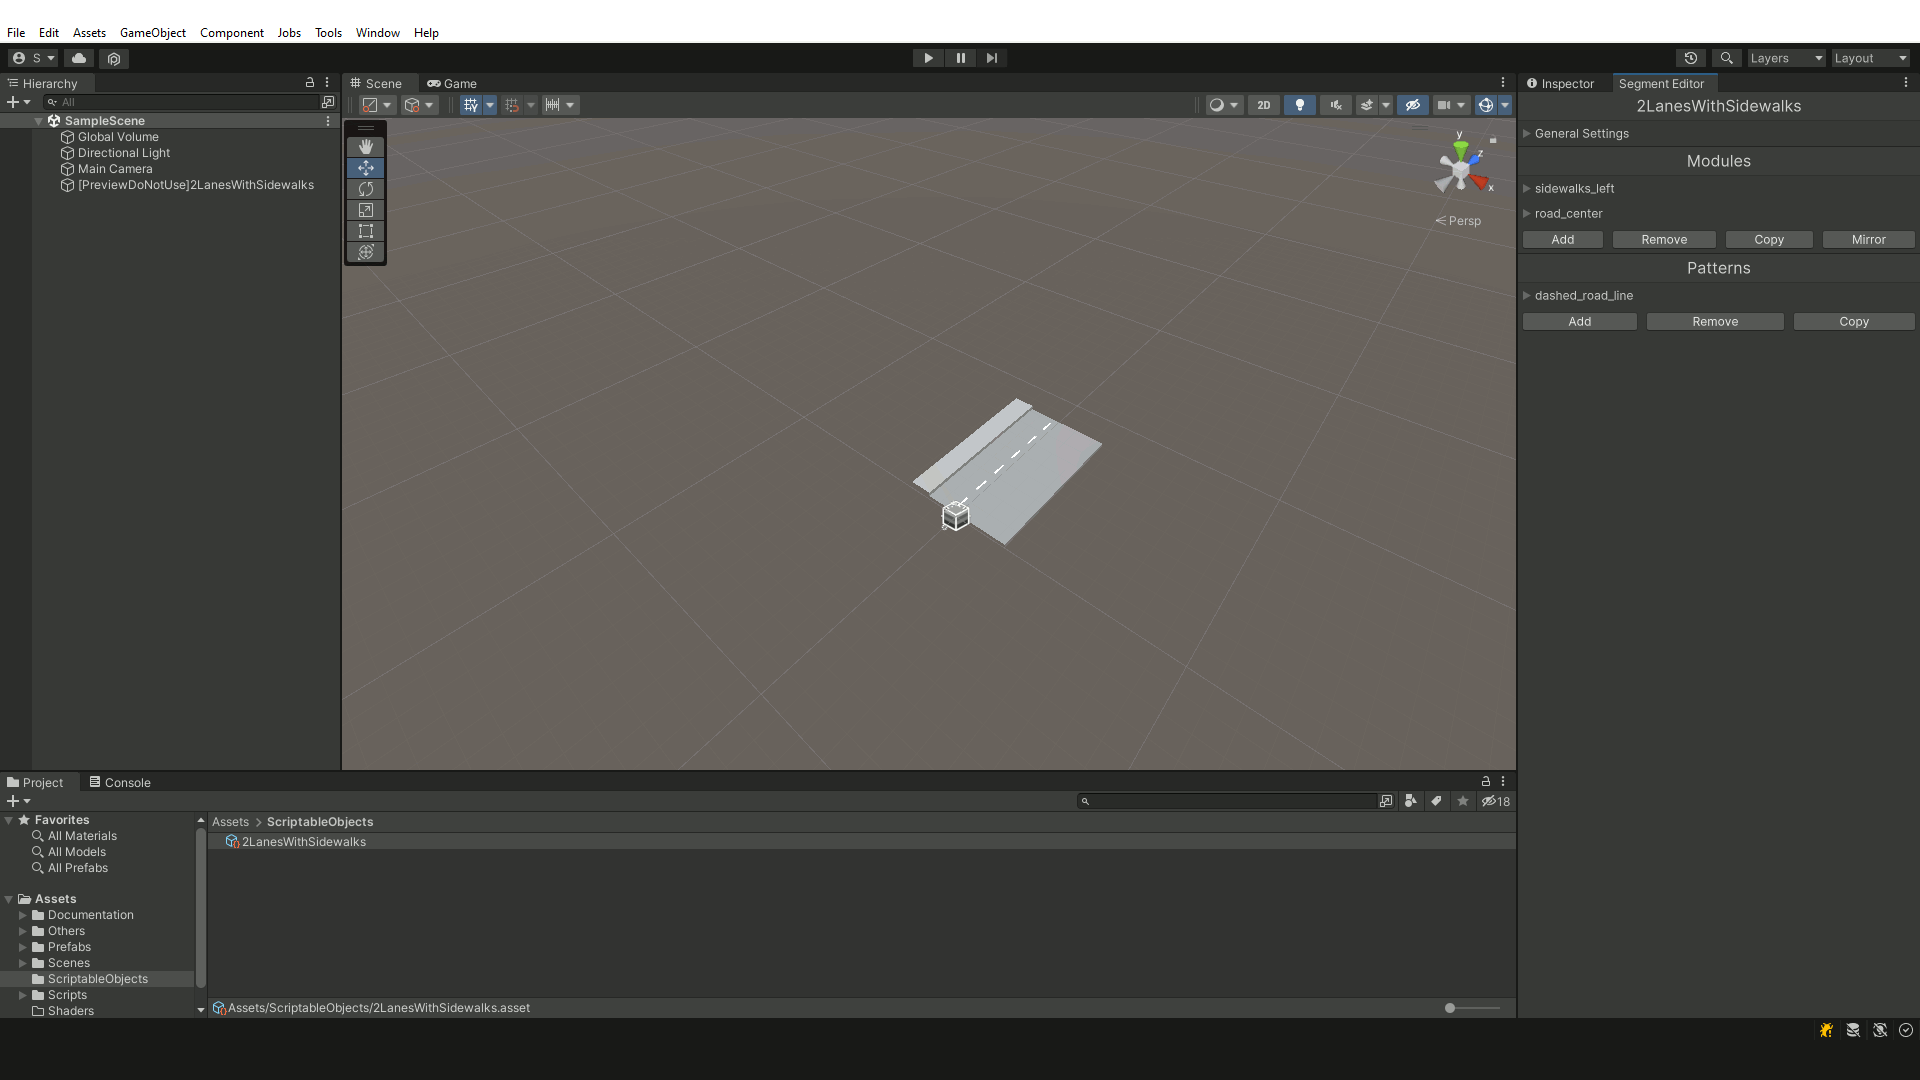 File Edit Assets GameObject Component Jobs Tools Window Help
S Layers Layout
Hierarchy
All
SampleScene
Global Volume
Directional Light
Main Camera
[PreviewDoNotUse]2LanesWithSidewalks
Scene Game
2D
y
z
x
Persp
Inspector Segment Editor
2LanesWithSidewalks
General Settings
Modules
sidewalks_left
road_center
Add Remove Copy Mirror
Patterns
dashed_road_line
Add Remove Copy
Project Console
18
Favorites
All Materials
All Models
All Prefabs
Assets
Documentation
Others
Prefabs
Scenes
ScriptableObjects
Scripts
Shaders
Assets > ScriptableObjects
2LanesWithSidewalks
Assets/ScriptableObjects/2LanesWithSidewalks.asset